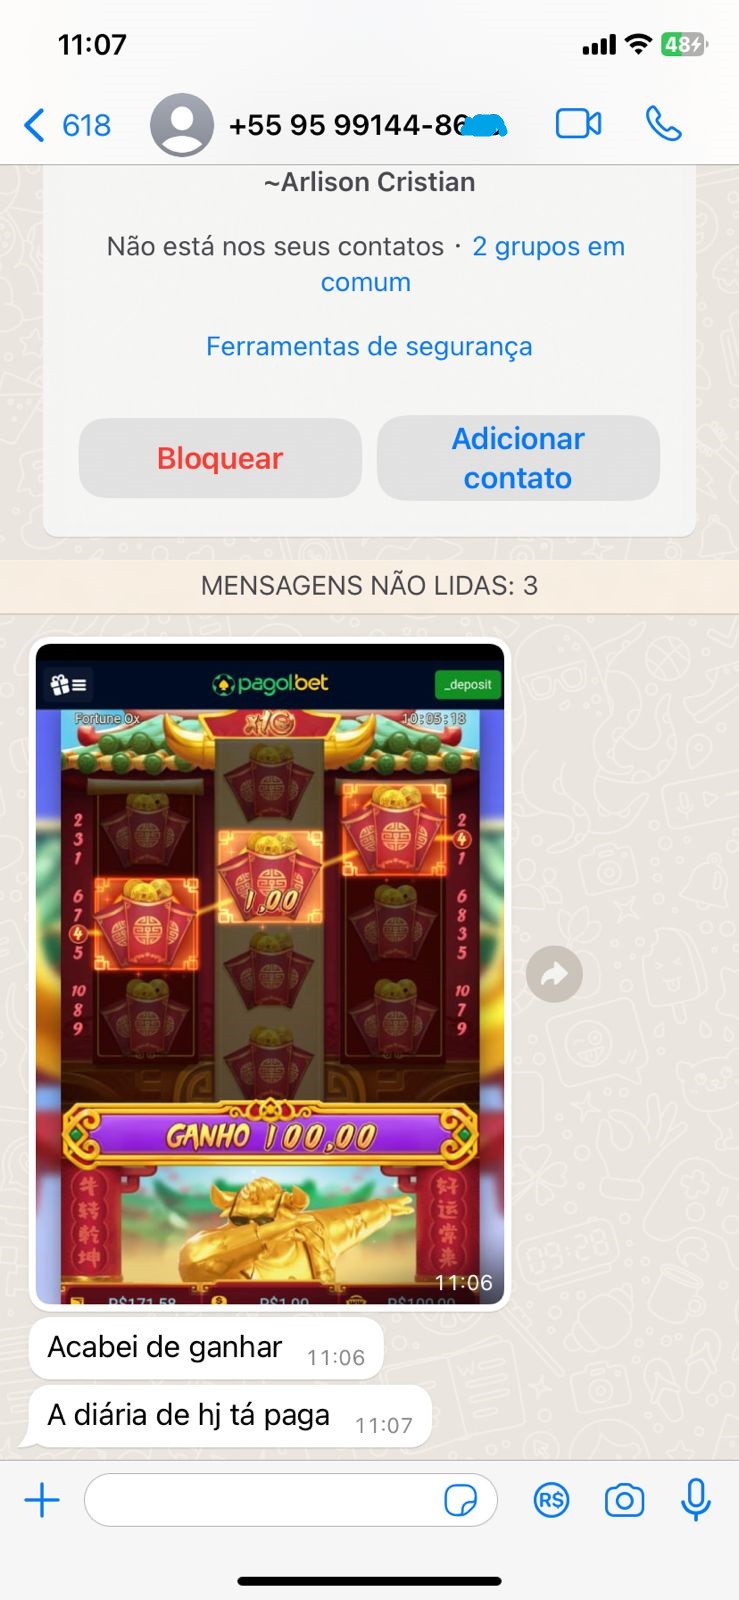 11:07
48
618
+55 95 99144-86
~Arlison Cristian
Não está nos seus contatos · 2 grupos em
comum
Ferramentas de segurança
Bloquear
Adicionar
contato
MENSAGENS NÃO LIDAS: 3
pagol.bet
_deposit
Fortune Ox
10:05:18
x10
2
3
1
6
7
4
5
10
8
9
1,00
2
4
1
6
8
3
5
10
7
9
GANHO 100,00
牛转乾坤
好运常来
R$171,58
R$1,00
R$100,00
11:06
Acabei de ganhar 11:06
A diária de hj tá paga 11:07
R$